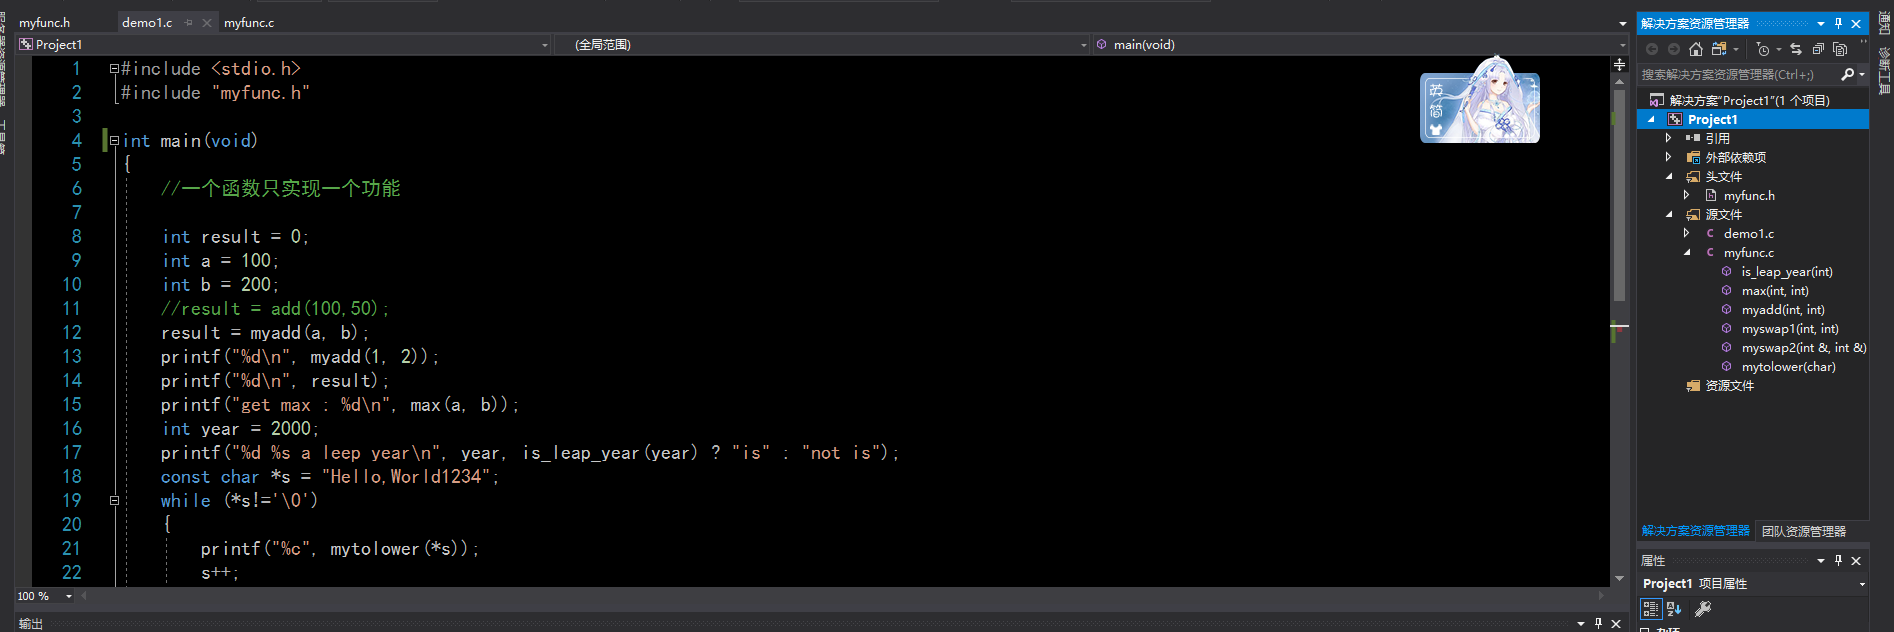 myfunc.h demo1.c myfunc.c
Project1 (全局范围) main(void)
1 #include <stdio.h>
2 #include "myfunc.h"
3
4 int main(void)
5 {
6 //一个函数只实现一个功能
7
8 int result = 0;
9 int a = 100;
10 int b = 200;
11 //result = add(100,50);
12 result = myadd(a, b);
13 printf("%d\n", myadd(1, 2));
14 printf("%d\n", result);
15 printf("get max : %d\n", max(a, b));
16 int year = 2000;
17 printf("%d %s a leep year\n", year, is_leap_year(year) ? "is" : "not is");
18 const char *s = "Hello,World1234";
19 while (*s!='\0')
20 {
21 printf("%c", mytolower(*s));
22 s++;
100 %
输出
英
简
解决方案资源管理器
搜索解决方案资源管理器(Ctrl+;)
解决方案"Project1"(1 个项目)
Project1
引用
外部依赖项
头文件
myfunc.h
源文件
demo1.c
myfunc.c
is_leap_year(int)
max(int, int)
myadd(int, int)
myswap1(int, int)
myswap2(int &, int &)
mytolower(char)
资源文件
解决方案资源管理器 团队资源管理器
属性
Project1 项目属性
通知
诊断工具